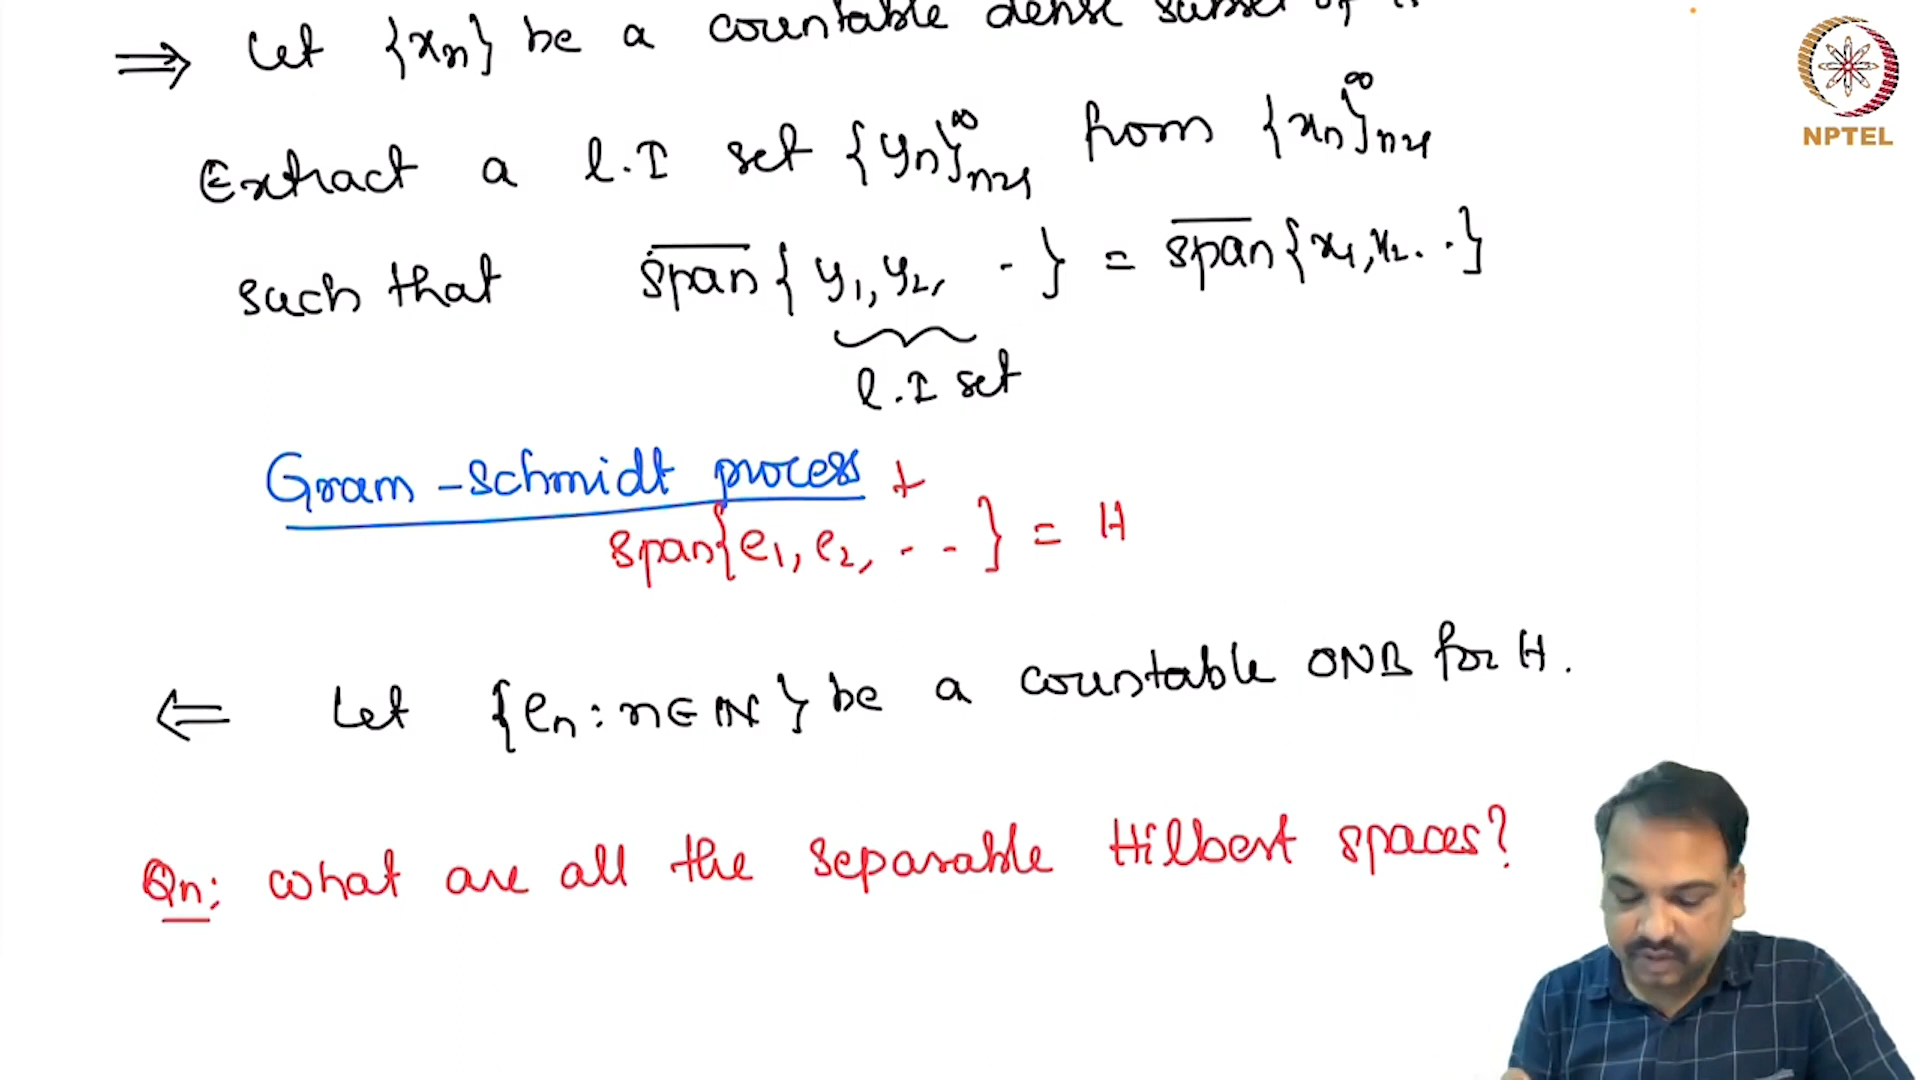 ⇒ Let {xn} be a countable dense subset of
NPTEL
Extract a l.I set {yn}∞n≥1 from {xn}∞n≥1
such that span{y1, y2, ..} = span{x1, x2 ..}
l.I set
Gram-Schmidt process +
span{e1, e2, ....} = H
⇐ Let {en : n∈ℕ} be a countable ONB for H.
Qn: What are all the separable Hilbert spaces?